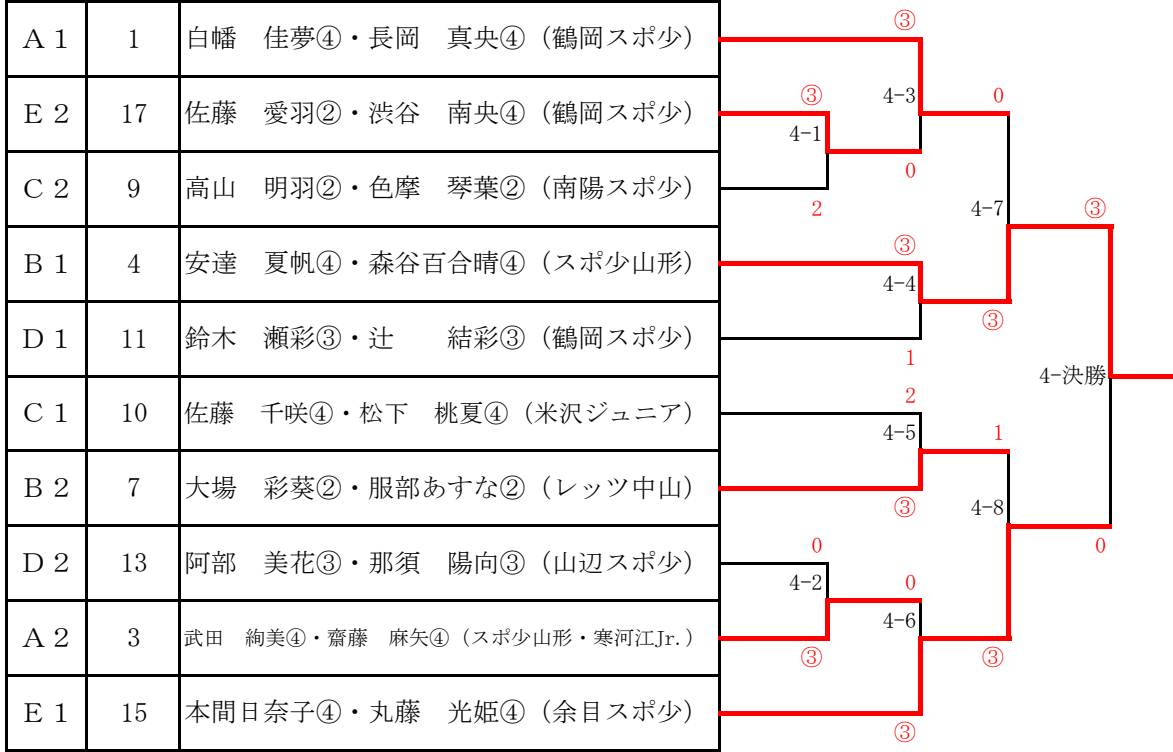 A 1 1 白幡　佳夢④・長岡　真央④（鶴岡スポ少） ③
E 2 17 佐藤　愛羽②・渋谷　南央④（鶴岡スポ少） ③ 4-3 0
4-1
C 2 9 高山　明羽②・色摩　琴葉②（南陽スポ少） 0
2 4-7 ③
B 1 4 安達　夏帆④・森谷百合晴④（スポ少山形） ③
4-4
③
D 1 11 鈴木　瀬彩③・辻　　結彩③（鶴岡スポ少） 1
4-決勝
C 1 10 佐藤　千咲④・松下　桃夏④（米沢ジュニア） 2
4-5 1
B 2 7 大場　彩葵②・服部あすな②（レッツ中山） ③ 4-8
D 2 13 阿部　美花③・那須　陽向③（山辺スポ少） 0 0
4-2 0
4-6
A 2 3 武田　絢美④・齋藤　麻矢④（スポ少山形・寒河江Jr.） ③ ③
E 1 15 本間日奈子④・丸藤　光姫④（余目スポ少） ③